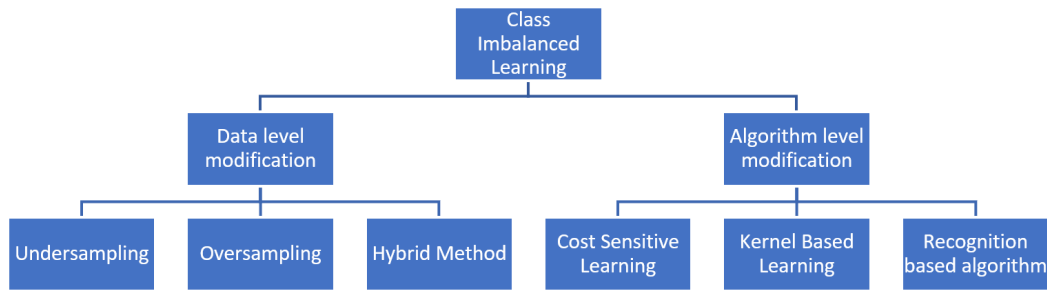 Class
Imbalanced
Learning
Data level
modification
Algorithm level
modification
Undersampling
Oversampling
Hybrid Method
Cost Sensitive
Learning
Kernel Based
Learning
Recognition
based algorithm